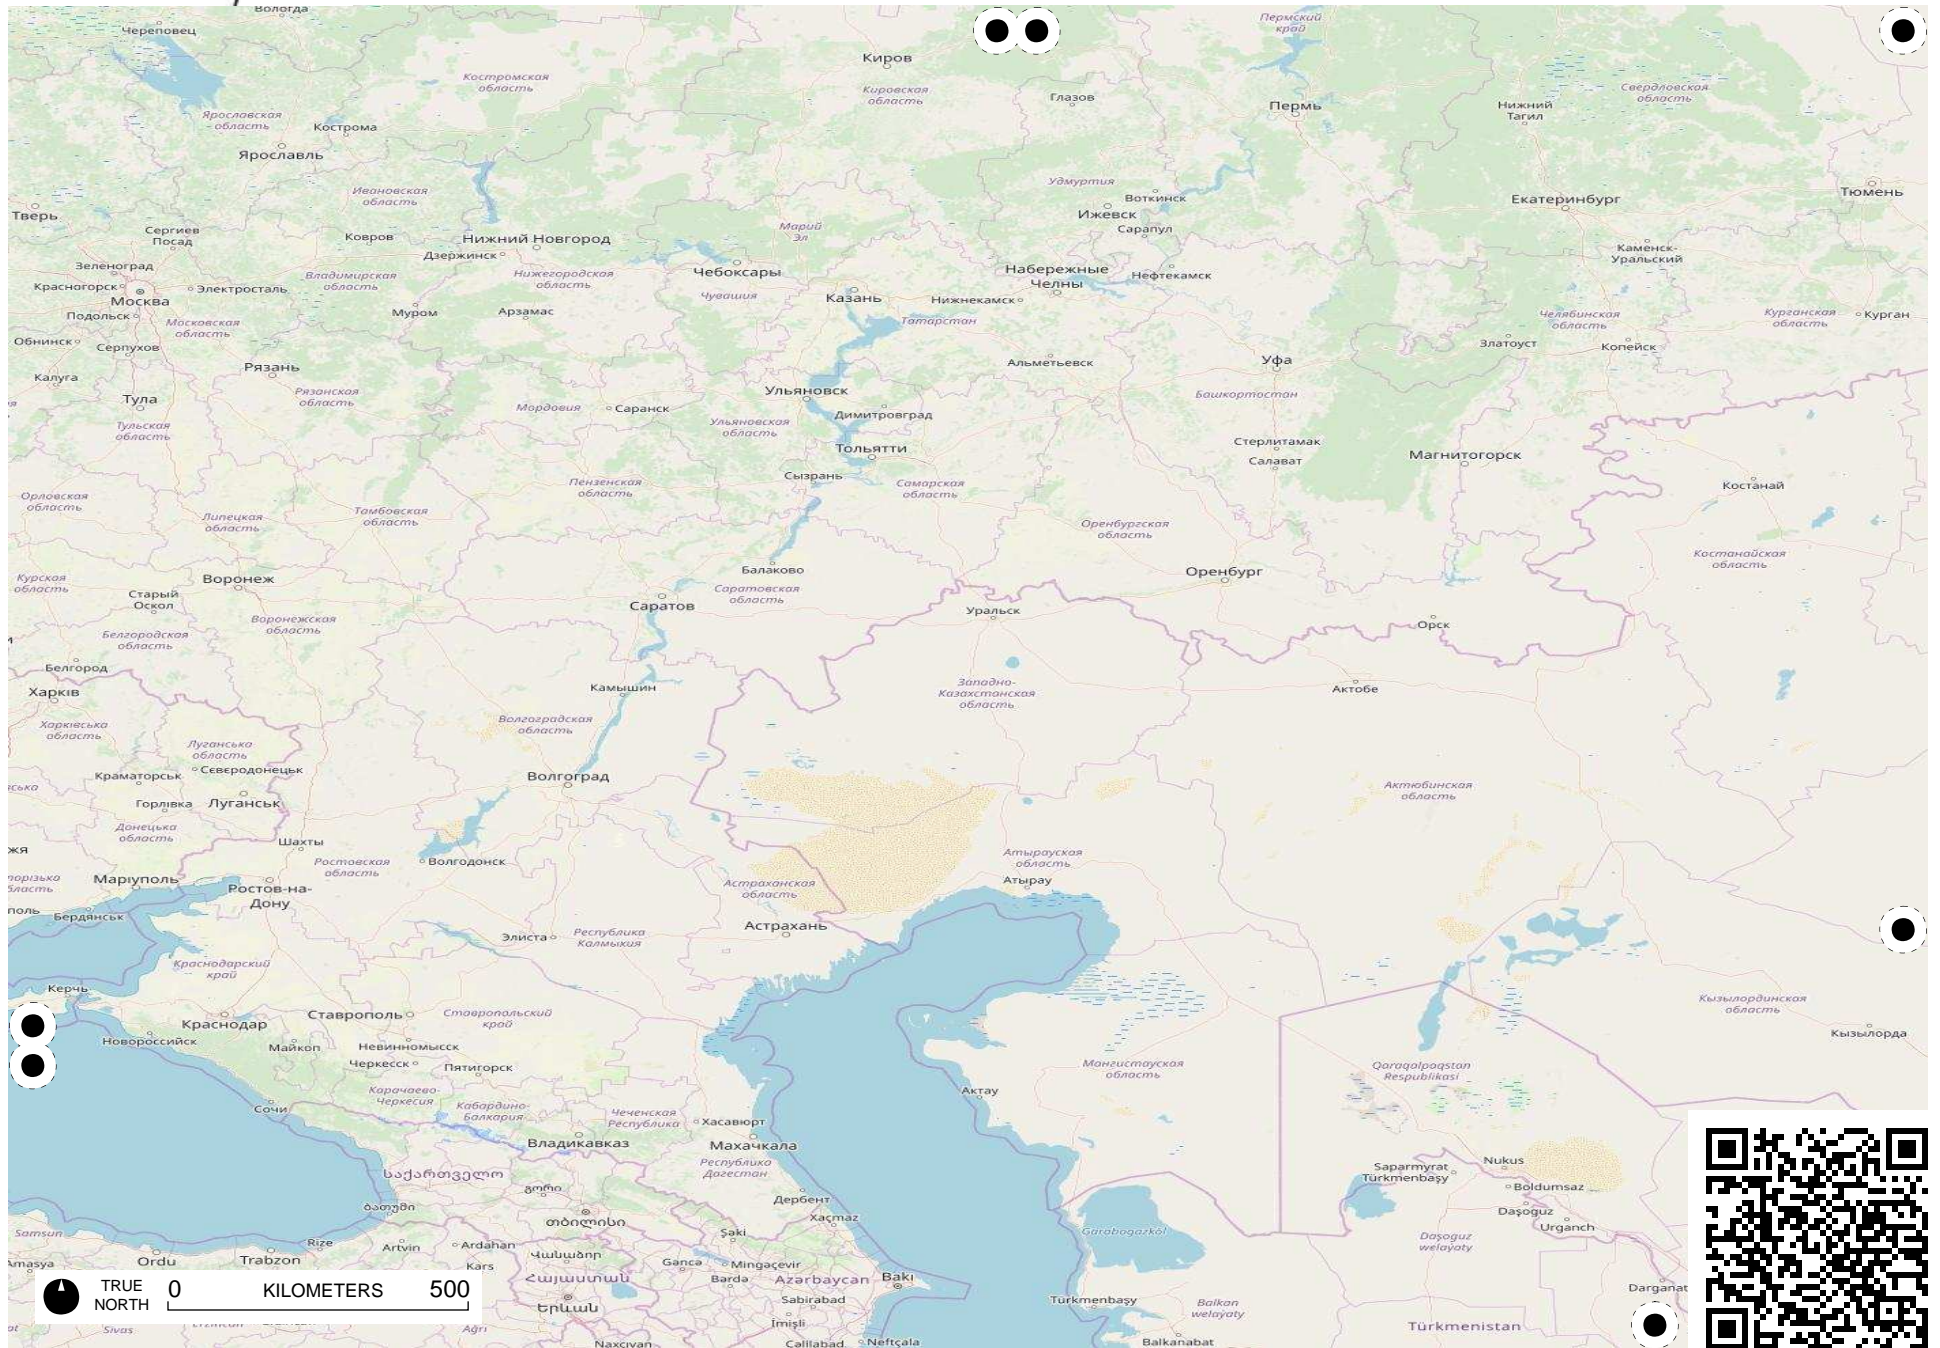 Вологда
Череповец
Пермский
край
Киров
Костромская
область
Кировская
область
Глазов
Пермь
Нижний
Тагил
Свердловская
область
Ярославская
область
Кострома
Ярославль
Ивановская
область
Удмуртия
Воткинск
Ижевск
Сарапул
Екатеринбург
Тюмень
Тверь
Сергиев
Посад
Ковров
Нижний Новгород
Дзержинск
Марий
Эл
Каменск-
Уральский
Зеленоград
Красногорск
Москва
Электросталь
Владимирская
область
Нижегородская
область
Чебоксары
Чувашия
Казань
Набережные
Челны
Нижнекамск
Нефтекамск
Подольск
Московская
область
Муром
Арзамас
Татарстан
Челябинская
область
Курганская
область
Курган
Обнинск
Серпухов
Златоуст
Копейск
Калуга
Рязань
Альметьевск
Уфа
Тула
Рязанская
область
Мордовия
Саранск
Ульяновск
Димитровград
Башкортостан
Тульская
область
Ульяновская
область
Тольятти
Стерлитамак
Салават
Магнитогорск
Сызрань
Самарская
область
Костанай
Орловская
область
Липецкая
область
Тамбовская
область
Пензенская
область
Оренбургская
область
Костанайская
область
Курская
область
Воронеж
Балаково
Оренбург
Старый
Оскол
Саратов
Саратовская
область
Уральск
Орск
Воронежская
область
Белгородская
область
Белгород
Харків
Камышин
Западно-
Казахстанская
область
Актобе
Харківська
область
Луганська
область
Волгоградская
область
Краматорськ
Сєвєродонецьк
Волгоград
Горлівка
Луганськ
Актюбинская
область
Донецька
область
Шахты
Ростовская
область
Волгодонск
Атырауская
область
Атырау
Маріуполь
Ростов-на-
Дону
Астраханская
область
Бердянськ
Астрахань
Элиста
Республика
Калмыкия
Краснодарский
край
Керчь
Краснодар
Ставрополь
Ставропольский
край
Кызылординская
область
Кызылорда
Новороссийск
Майкоп
Невинномысск
Черкесск
Пятигорск
Мангистауская
область
Qaraqalpaqstan
Respublikasi
Карачаево-
Черкесия
Кабардино-
Балкария
Чеченская
Республика
Актау
Сочи
Хасавюрт
Владикавказ
Махачкала
Республика
Дагестан
საქართველო
გორი
Saparmyrat
Türkmenbaşy
Nukus
Boldumsaz
ბათუმი
თბილისი
Дербент
Xaçmaz
Daşoguz
Urganch
Samsun
Rize
Artvin
Ardahan
Şəki
Garabogazköl
Daşoguz
welaýaty
Ordu
Trabzon
Kars
Վանաձոր
Gəncə
Mingəçevir
Հայաստան
Bərdə
Azərbaycan
Bakı
Darganata
TRUE
NORTH
0 KILOMETERS 500
Երևան
Sabirabad
İmişli
Türkmenbaşy
Balkan
welaýaty
Sivas
Ağrı
Naxçıvan
Cəlilabad
Neftçala
Balkanabat
Türkmenistan